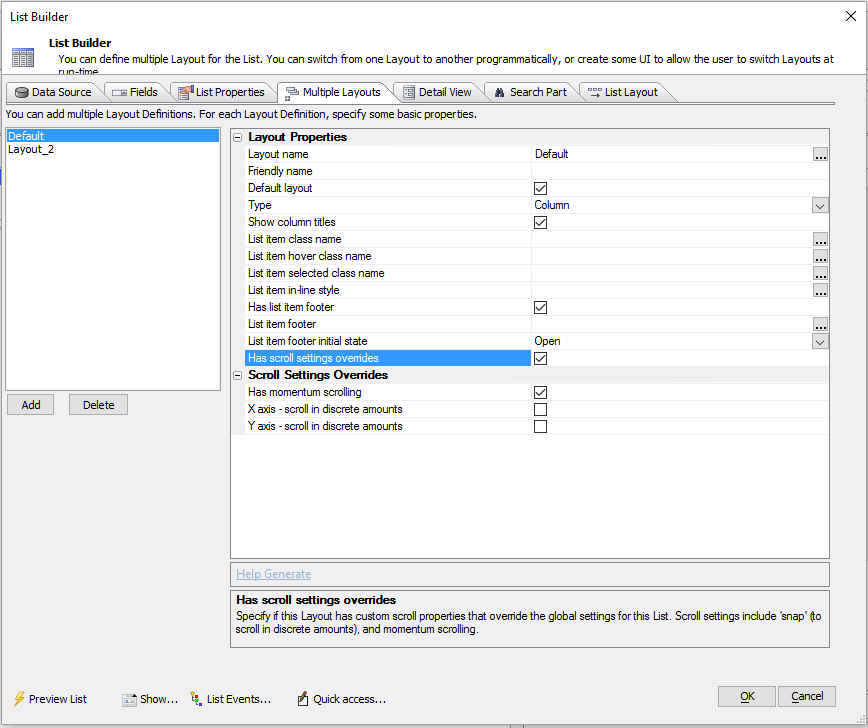 List Builder
List Builder
You can define multiple Layout for the List. You can switch from one Layout to another programmatically, or create some UI to allow the user to switch Layouts at
run-time.
Data Source Fields List Properties Multiple Layouts Detail View Search Part List Layout
You can add multiple Layout Definitions. For each Layout Definition, specify some basic properties.
Default
Layout_2
Add Delete
Layout Properties
Layout name Default ...
Friendly name
Default layout
Type Column
Show column titles
List item class name ...
List item hover class name ...
List item selected class name ...
List item in-line style ...
Has list item footer
List item footer ...
List item footer initial state Open
Has scroll settings overrides
Scroll Settings Overrides
Has momentum scrolling
X axis - scroll in discrete amounts
Y axis - scroll in discrete amounts
Help Generate
Has scroll settings overrides
Specify if this Layout has custom scroll properties that override the global settings for this List. Scroll settings include 'snap' (to
scroll in discrete amounts), and momentum scrolling.
Preview List Show... List Events... Quick access... OK Cancel